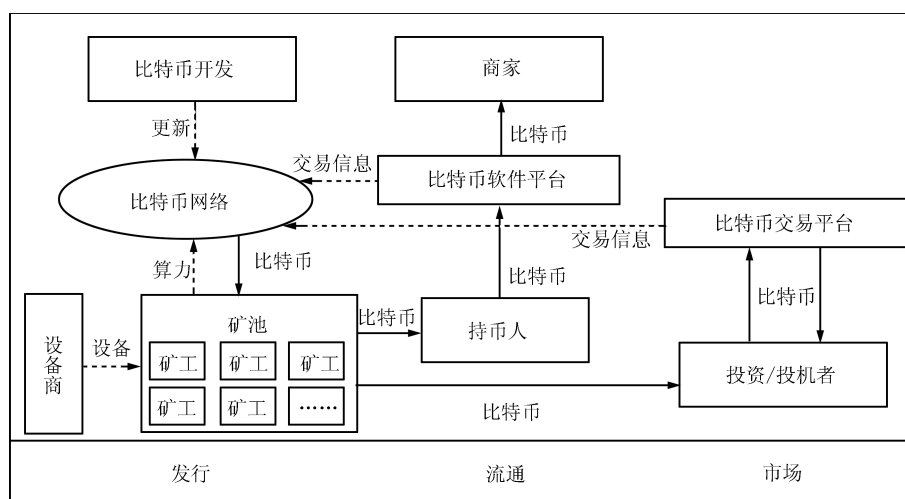 比特币开发
商家
更新
比特币
交易信息
比特币软件平台
比特币网络
比特币交易平台
交易信息
算力
比特币
比特币
比特币
设备商
设备
矿池
比特币
持币人
矿工
矿工
矿工
投资/投机者
矿工
矿工
……
比特币
发行
流通
市场